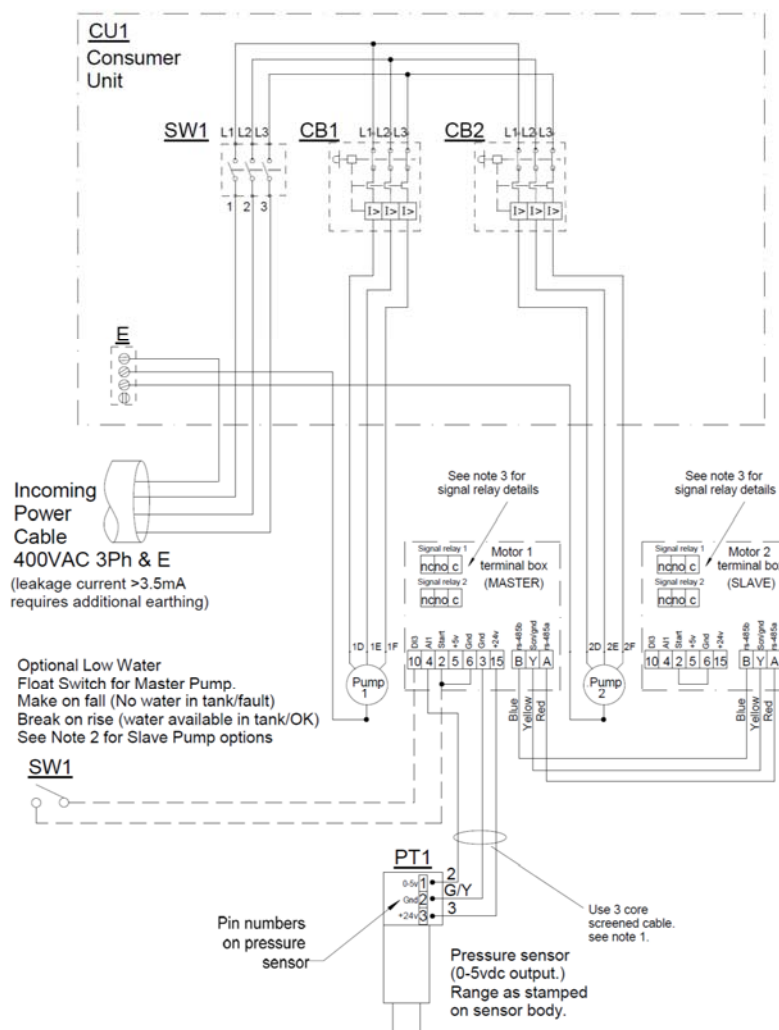 CU1
Consumer
Unit
SW1
L1 L2 L3
CB1
L1 L2 L3
CB2
L1 L2 L3
1 2 3
I> I> I>
I> I> I>
E
Incoming
Power
Cable
400VAC 3Ph & E
(leakage current >3.5mA
requires additional earthing)
See note 3 for
signal relay details
See note 3 for
signal relay details
Signal relay 1
nc no c
Signal relay 2
nc no c
Motor 1
terminal box
(MASTER)
Signal relay 1
nc no c
Signal relay 2
nc no c
Motor 2
terminal box
(SLAVE)
1D 1E 1F
Pump
1
DI3 AI1 Start +5v Gnd Gnd +24v
10 4 2 5 6 3 15
rs-485b Scn/gnd rs-485a
B Y A
Blue
Yellow
Red
2D 2E 2F
Pump
2
DI3 AI1 Start +5v Gnd +24v
10 4 2 5 6 15
rs-485b Scn/gnd rs-485a
B Y A
Blue
Yellow
Red
Optional Low Water
Float Switch for Master Pump.
Make on fall (No water in tank/fault)
Break on rise (water available in tank/OK)
See Note 2 for Slave Pump options
SW1
PT1
0-5v 1 2
Gnd 2 G/Y
+24v 3 3
Pin numbers
on pressure
sensor
Use 3 core
screened cable.
see note 1.
Pressure sensor
(0-5vdc output.)
Range as stamped
on sensor body.